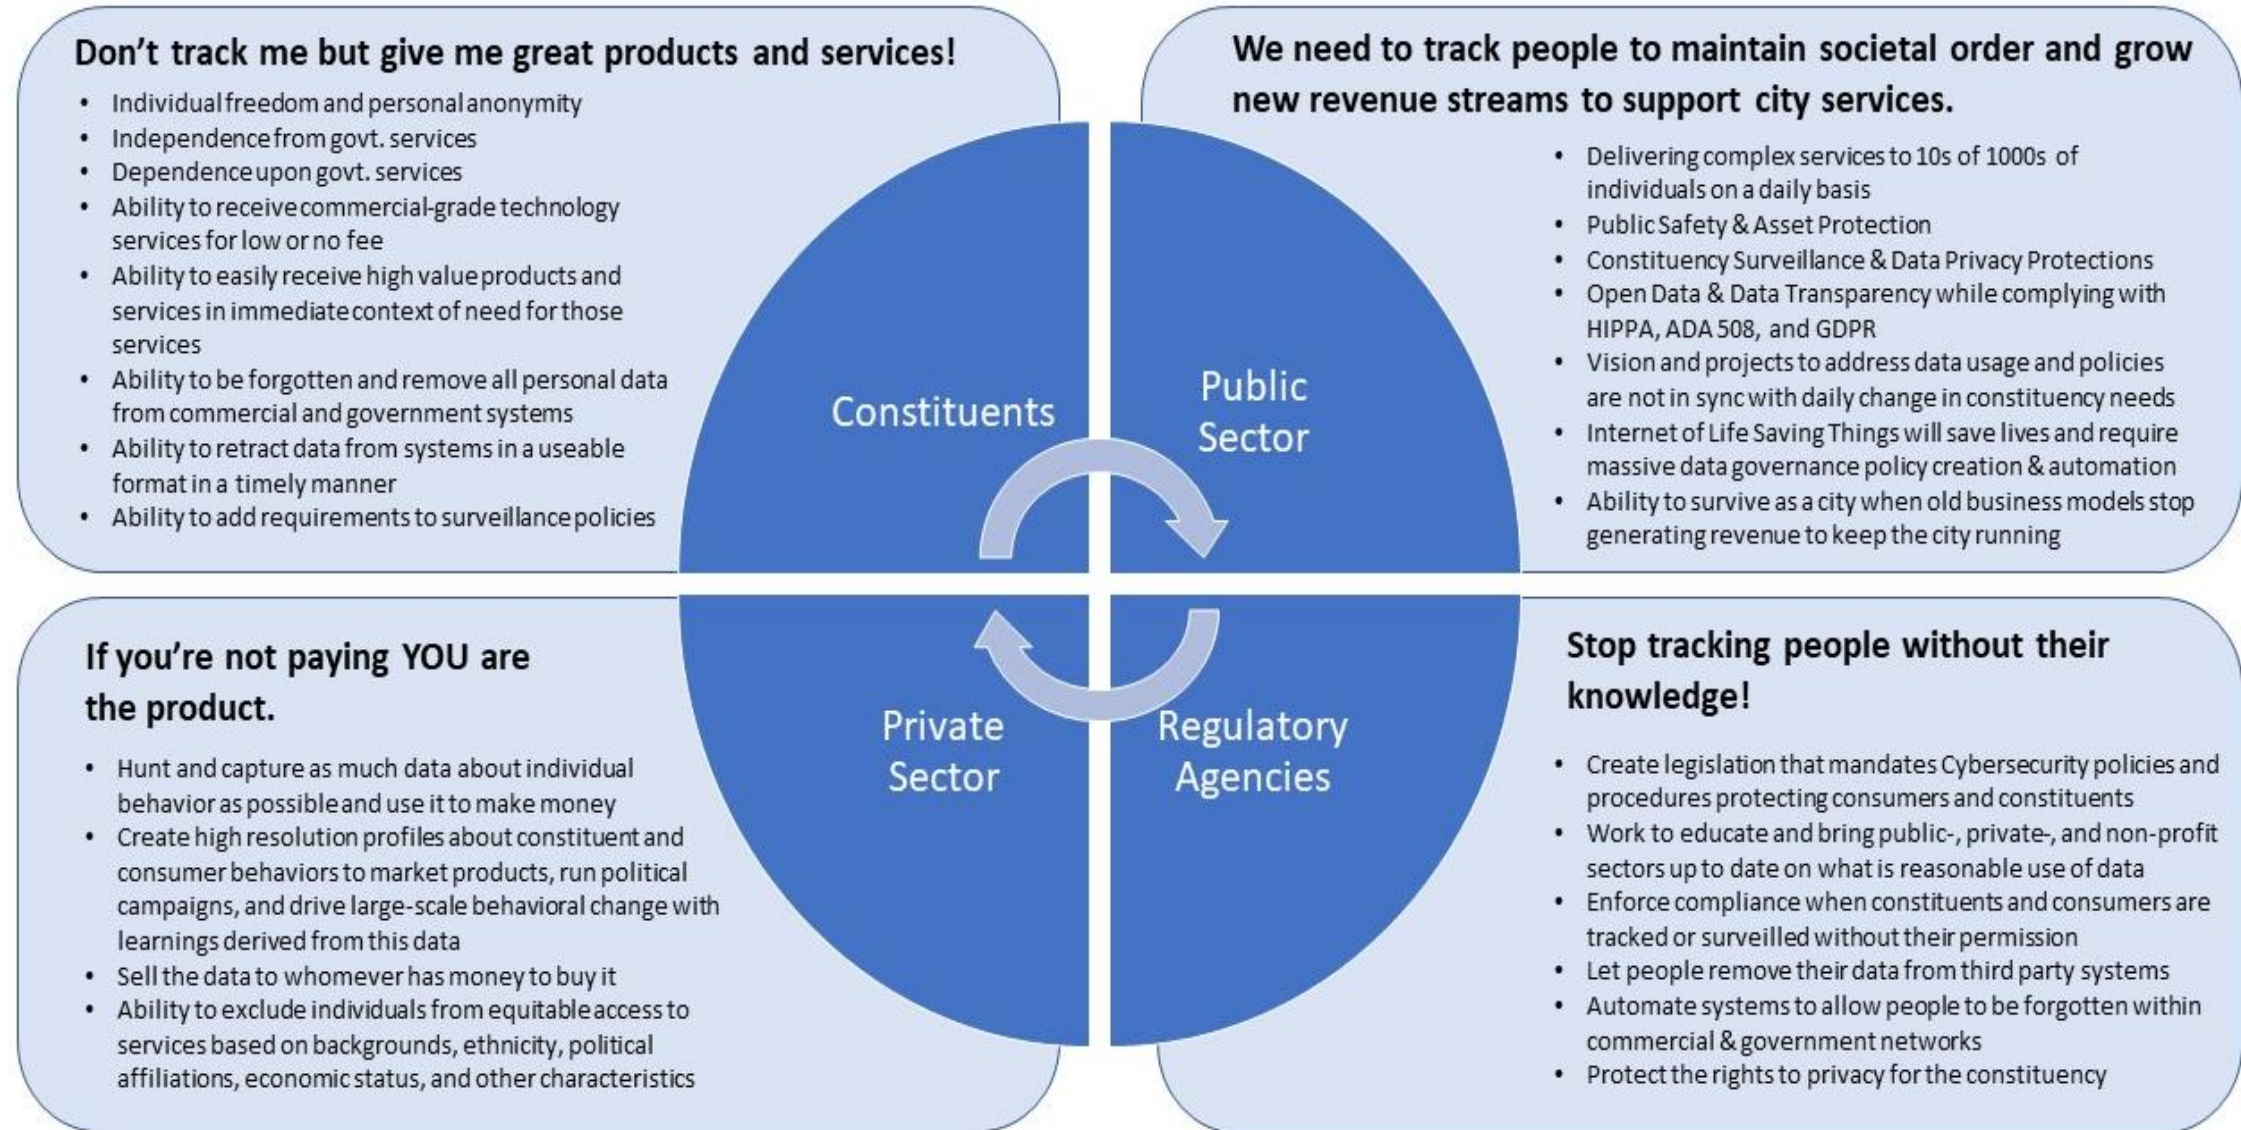 Don't track me but give me great products and services!
• Individual freedom and personal anonymity
• Independence from govt. services
• Dependence upon govt. services
• Ability to receive commercial-grade technology
services for low or no fee
• Ability to easily receive high value products and
services in immediate context of need for those
services
• Ability to be forgotten and remove all personal data
from commercial and government systems
• Ability to retract data from systems in a useable
format in a timely manner
• Ability to add requirements to surveillance policies
We need to track people to maintain societal order and grow
new revenue streams to support city services.
• Delivering complex services to 10s of 1000s of
individuals on a daily basis
• Public Safety & Asset Protection
• Constituency Surveillance & Data Privacy Protections
• Open Data & Data Transparency while complying with
HIPPA, ADA 508, and GDPR
• Vision and projects to address data usage and policies
are not in sync with daily change in constituency needs
• Internet of Life Saving Things will save lives and require
massive data governance policy creation & automation
• Ability to survive as a city when old business models stop
generating revenue to keep the city running
Constituents
Public
Sector
Private
Sector
Regulatory
Agencies
If you're not paying YOU are
the product.
• Hunt and capture as much data about individual
behavior as possible and use it to make money
• Create high resolution profiles about constituent and
consumer behaviors to market products, run political
campaigns, and drive large-scale behavioral change with
learnings derived from this data
• Sell the data to whomever has money to buy it
• Ability to exclude individuals from equitable access to
services based on backgrounds, ethnicity, political
affiliations, economic status, and other characteristics
Stop tracking people without their
knowledge!
• Create legislation that mandates Cybersecurity policies and
procedures protecting consumers and constituents
• Work to educate and bring public-, private-, and non-profit
sectors up to date on what is reasonable use of data
• Enforce compliance when constituents and consumers are
tracked or surveilled without their permission
• Let people remove their data from third party systems
• Automate systems to allow people to be forgotten within
commercial & government networks
• Protect the rights to privacy for the constituency